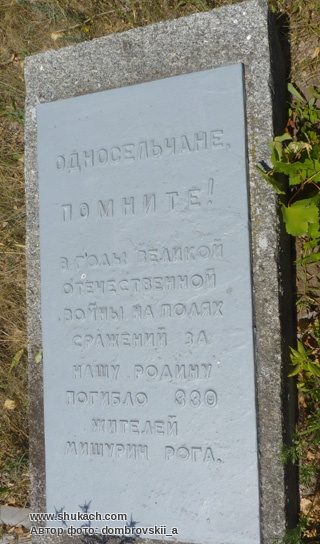 ОДНОСЕЛЬЧАНЕ,
ПОМНИТЕ!
В ГОДЫ ВЕЛИКОЙ
ОТЕЧЕСТВЕННОЙ
ВОЙНЫ НА ПОЛЯХ
СРАЖЕНИЙ ЗА
НАШУ РОДИНУ
ПОГИБЛО 330
ЖИТЕЛЕЙ
МИШУРИН РОГА.
www.shukach.com
Автор фото: dombrovskii_a